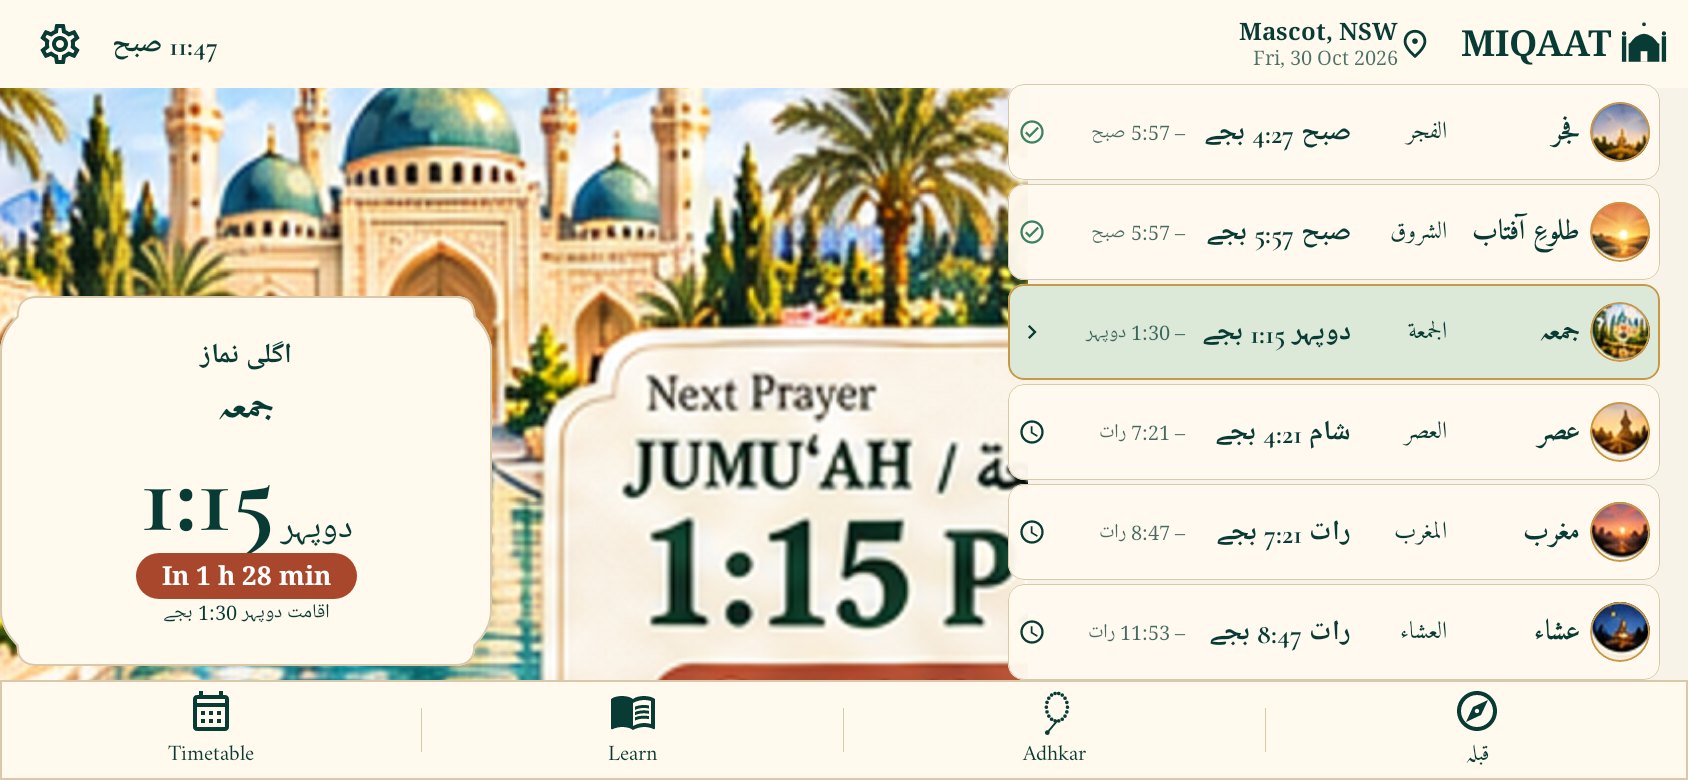 MIQAAT
Mascot, NSW
Fri, 30 Oct 2026
11:47 صبح
فجر الفجر صبح 4:27 بجے – 5:57 صبح
طلوع آفتاب الشروق صبح 5:57 بجے – 5:57 صبح
جمعہ الجمعة دوپہر 1:15 بجے – 1:30 دوپہر
عصر العصر شام 4:21 بجے – 7:21 رات
مغرب المغرب رات 7:21 بجے – 8:47 رات
عشاء العشاء رات 8:47 بجے – 11:53 رات
Next Prayer
JUMU‘AH /
1:15 P
اگلی نماز
جمعہ
1:15 دوپہر
In 1 h 28 min
اقامت دوپہر 1:30 بجے
قبلہ
Adhkar
Learn
Timetable